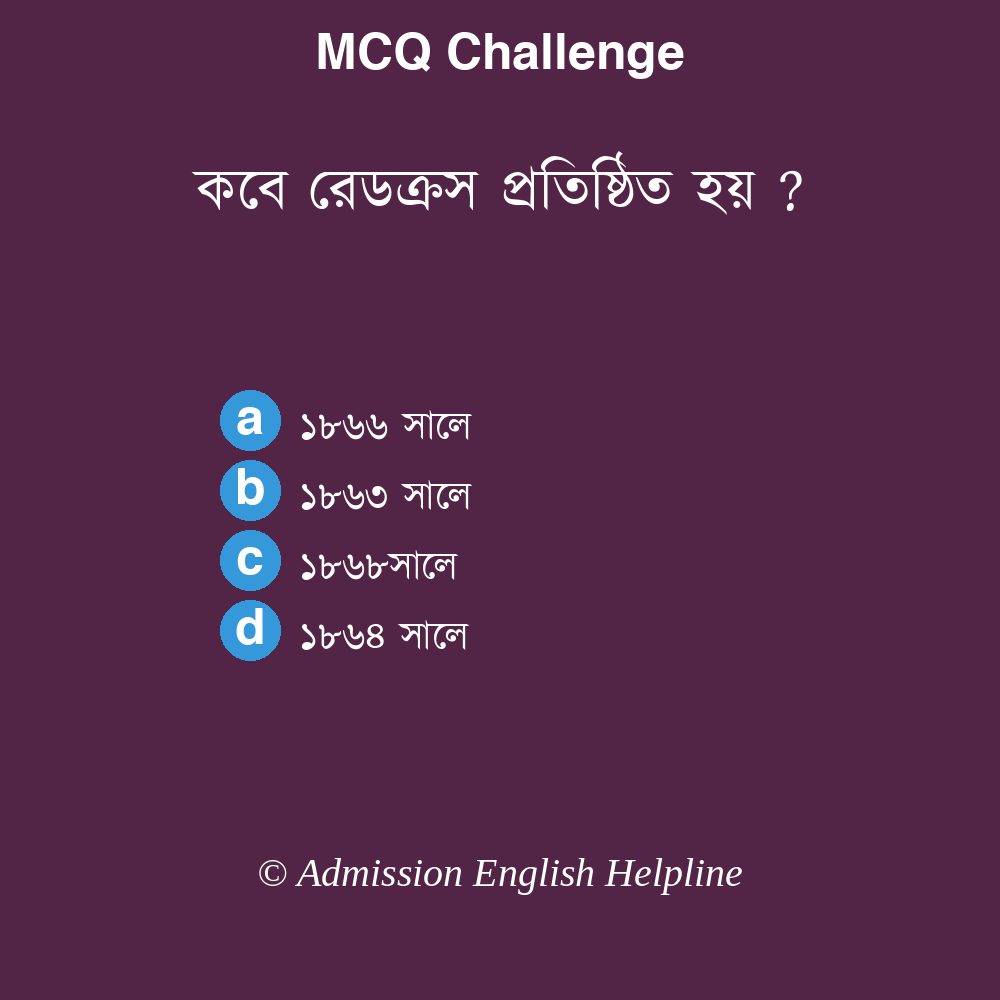 MCQ Challenge
কবে রেডক্রস প্রতিষ্ঠিত হয় ?
a ১৮৬৬ সালে
b ১৮৬৩ সালে
c ১৮৬৮সালে
d ১৮৬৪ সালে
© Admission English Helpline